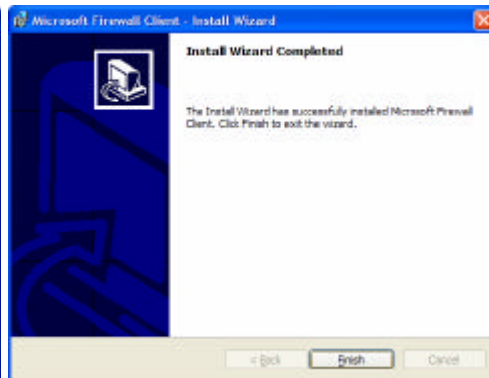 Microsoft Firewall Client - Install Wizard
Install Wizard Completed
The Install Wizard has successfully installed Microsoft Firewall
Client. Click Finish to exit the wizard.
< Back Finish Cancel